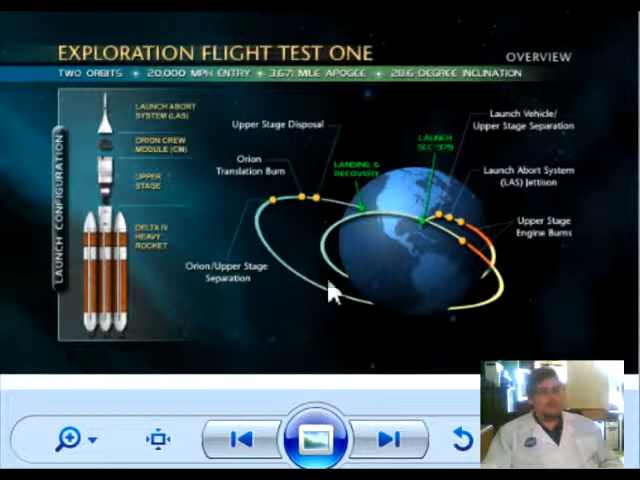 EXPLORATION FLIGHT TEST ONE
OVERVIEW
TWO ORBITS • 20,000 MPH ENTRY • 3,671 MILE APOGEE • 28.6-DEGREE INCLINATION
LAUNCH CONFIGURATION
LAUNCH ABORT
SYSTEM (LAS)
ORION CREW
MODULE (CM)
UPPER
STAGE
DELTA IV
HEAVY
ROCKET
Upper Stage Disposal
Orion
Translation Burn
LANDING &
RECOVERY
LAUNCH
SLC-37B
Launch Vehicle/
Upper Stage Separation
Launch Abort System
(LAS) Jettison
Upper Stage
Engine Burns
Orion/Upper Stage
Separation